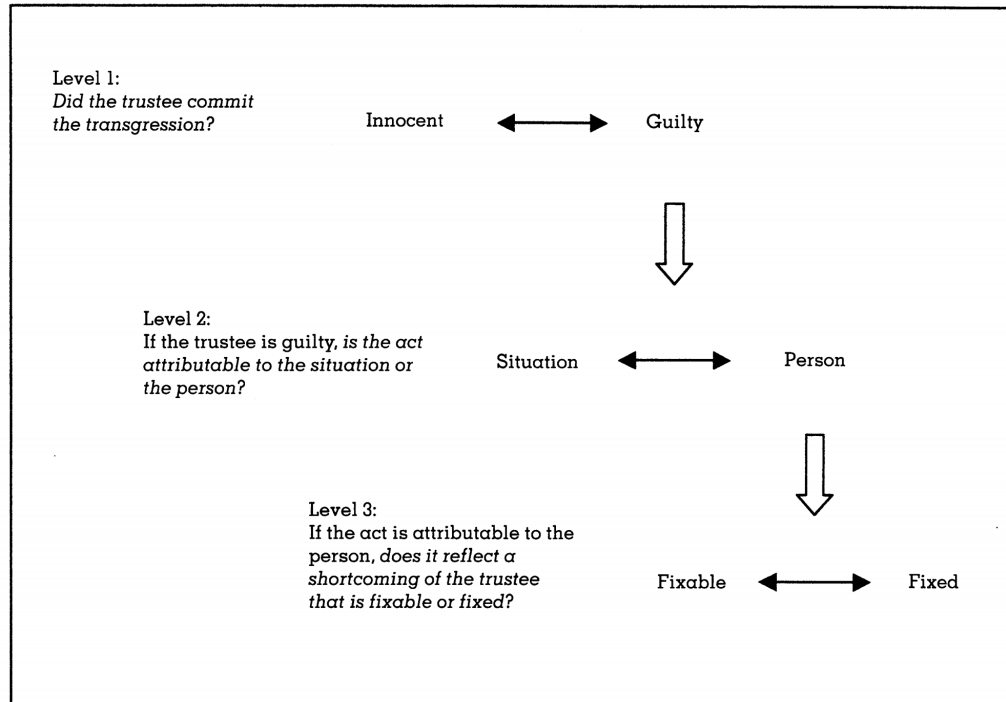 Level 1:
Did the trustee commit
the transgression?
Innocent
Guilty
Level 2:
If the trustee is guilty, is the act
attributable to the situation or
the person?
Situation
Person
Level 3:
If the act is attributable to the
person, does it reflect a
shortcoming of the trustee
that is fixable or fixed?
Fixable
Fixed